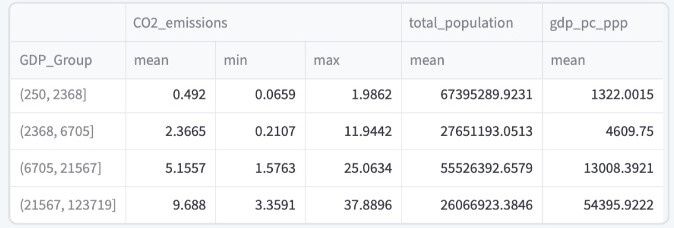 CO2_emissions total_population gdp_pc_ppp
GDP_Group mean min max mean mean
(250, 2368] 0.492 0.0659 1.9862 67395289.9231 1322.0015
(2368, 6705] 2.3665 0.2107 11.9442 27651193.0513 4609.75
(6705, 21567] 5.1557 1.5763 25.0634 55526392.6579 13008.3921
(21567, 123719] 9.688 3.3591 37.8896 26066923.3846 54395.9222